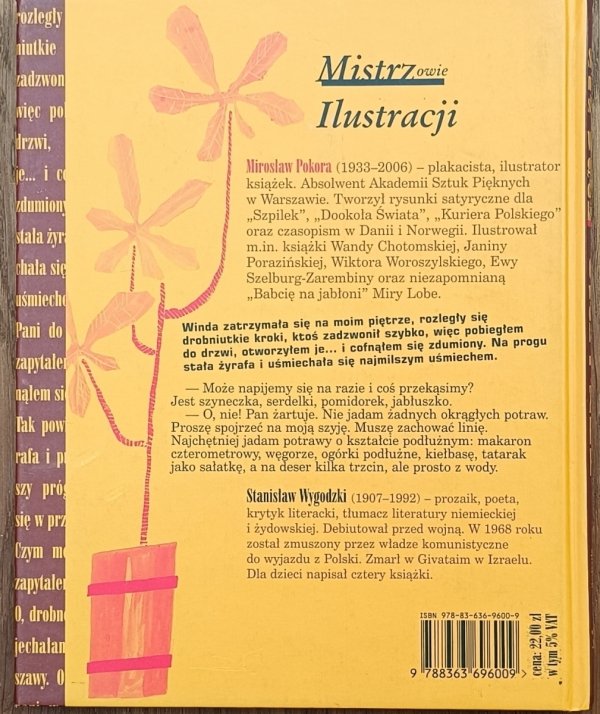 rozległy
niutkie
zadzwon
więc po
drzwi,
je... i co
zdumiony
stała żyra
chała się
uśmieche
Pani do
zapytałem
nąłem się
Tak pow
rafa i p
szy próg
się w prz
Czym m
zapytałem
O, drobn
jechałam
szawy. O
Mistrzowie
Ilustracji
Mirosław Pokora (1933–2006) – plakacista, ilustrator
książek. Absolwent Akademii Sztuk Pięknych
w Warszawie. Tworzył rysunki satyryczne dla
„Szpilek”, „Dookoła Świata”, „Kuriera Polskiego”
oraz czasopism w Danii i Norwegii. Ilustrował
m.in. książki Wandy Chotomskiej, Janiny
Porazińskiej, Wiktora Woroszylskiego, Ewy
Szelburg-Zarembiny oraz niezapomnianą
„Babcię na jabłoni” Miry Lobe.
Winda zatrzymała się na moim piętrze, rozległy się
drobniutkie kroki, ktoś zadzwonił szybko, więc pobiegłem
do drzwi, otworzyłem je... i cofnąłem się zdumiony. Na progu
stała żyrafa i uśmiechała się najmilszym uśmiechem.
— Może napijemy się na razie i coś przekąsimy?
Jest szyneczka, serdelki, pomidorek, jabłuszko.
— O, nie! Pan żartuje. Nie jadam żadnych okrągłych potraw.
Proszę spojrzeć na moją szyję. Muszę zachować linię.
Najchętniej jadam potrawy o kształcie podłużnym: makaron
czterometrowy, węgorze, ogórki podłużne, kiełbasę, tatarak
jako sałatkę, a na deser kilka trzcin, ale prosto z wody.
Stanisław Wygodzki (1907–1992) – prozaik, poeta,
krytyk literacki, tłumacz literatury niemieckiej
i żydowskiej. Debiutował przed wojną. W 1968 roku
został zmuszony przez władze komunistyczne
do wyjazdu z Polski. Zmarł w Givataim w Izraelu.
Dla dzieci napisał cztery książki.
ISBN 978-83-636-9600-9
9 788363 696009 >
cena: 22,00 zł
w tym 5% VAT